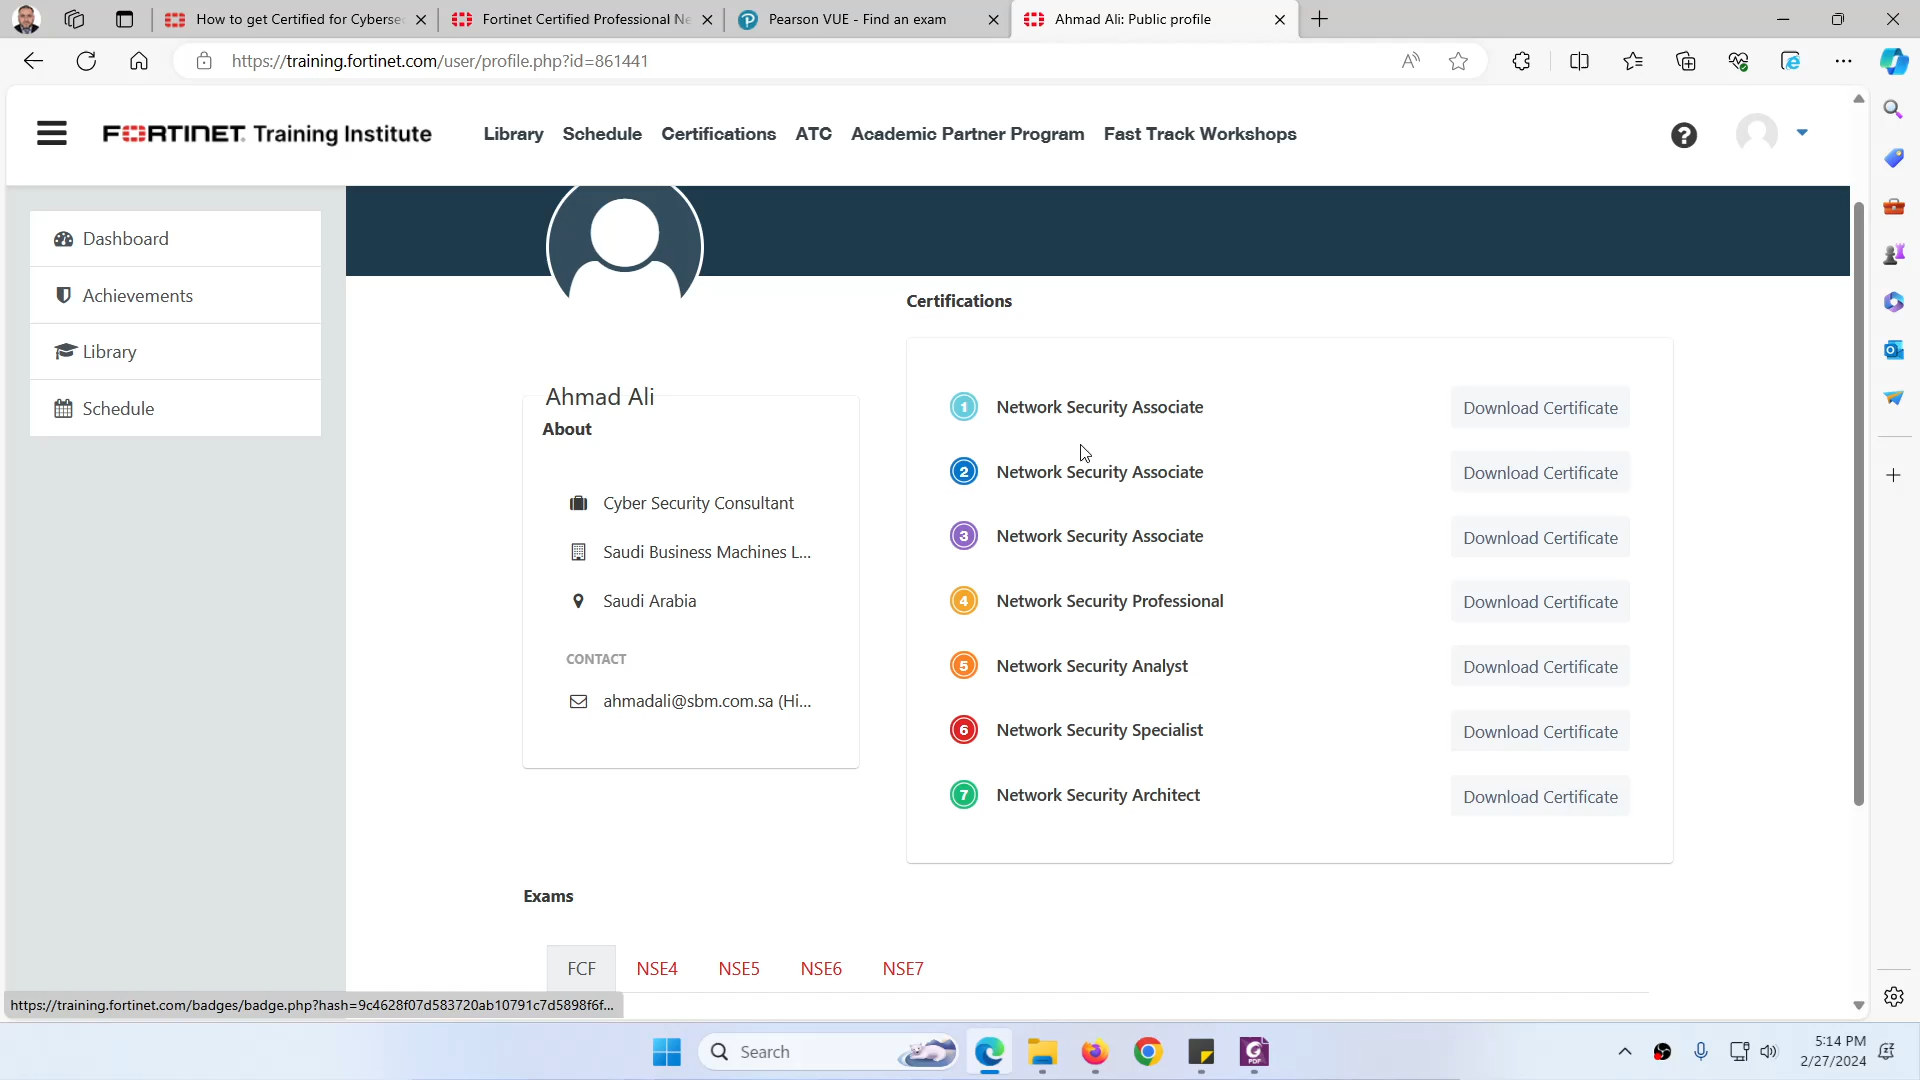 How to get Certified for Cyberse
Fortinet Certified Professional Ne
Pearson VUE - Find an exam
Ahmad Ali: Public profile
https://training.fortinet.com/user/profile.php?id=861441
FORTINET Training Institute
Library
Schedule
Certifications
ATC
Academic Partner Program
Fast Track Workshops
Dashboard
Achievements
Library
Schedule
Ahmad Ali
About
Cyber Security Consultant
Saudi Business Machines L...
Saudi Arabia
CONTACT
ahmadali@sbm.com.sa (Hi...
Certifications
1 Network Security Associate Download Certificate
2 Network Security Associate Download Certificate
3 Network Security Associate Download Certificate
4 Network Security Professional Download Certificate
5 Network Security Analyst Download Certificate
6 Network Security Specialist Download Certificate
7 Network Security Architect Download Certificate
Exams
FCF NSE4 NSE5 NSE6 NSE7
https://training.fortinet.com/badges/badge.php?hash=9c4628f07d583720ab10791c7d5898f6f...
Search
5:14 PM
2/27/2024